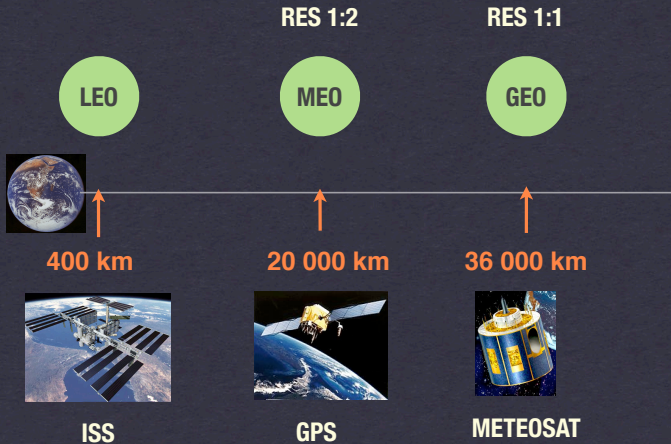 RES 1:2
RES 1:1
LEO
MEO
GEO
400 km
20 000 km
36 000 km
ISS
GPS
METEOSAT